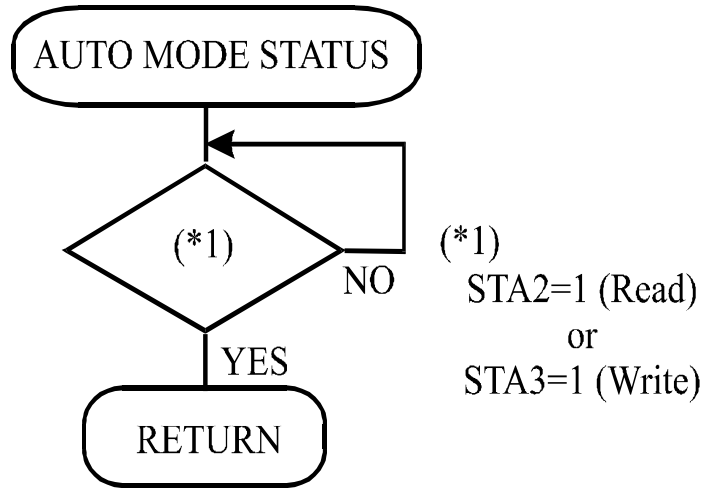 AUTO MODE STATUS
(*1)
NO
YES
RETURN
(*1)
STA2=1 (Read)
or
STA3=1 (Write)